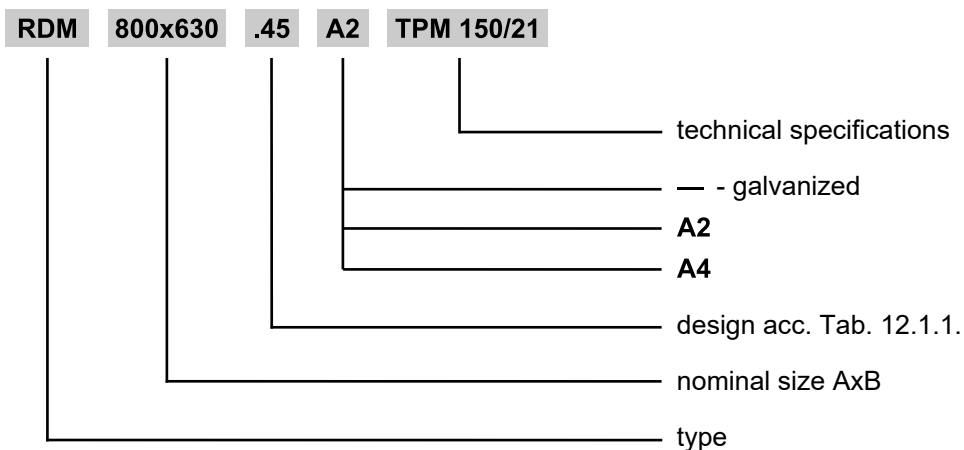 RDM 800x630 .45 A2 TPM 150/21
technical specifications
— - galvanized
A2
A4
design acc. Tab. 12.1.1.
nominal size AxB
type